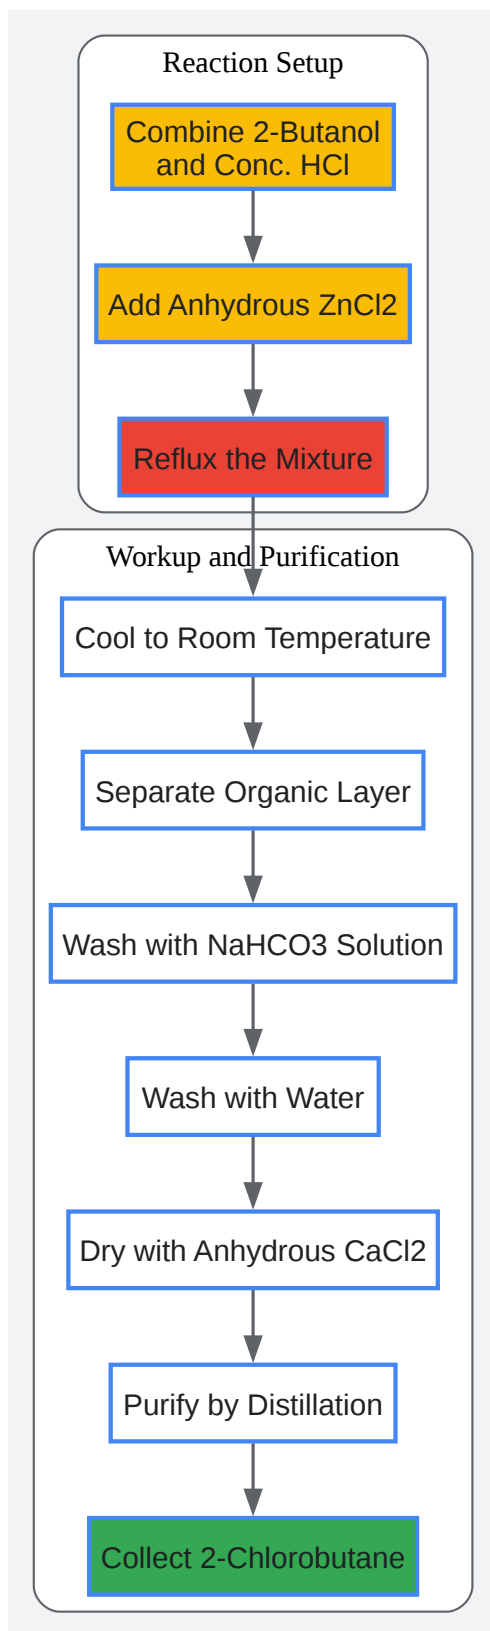 Reaction Setup
Combine 2-Butanol
and Conc. HCl
Add Anhydrous ZnCl2
Reflux the Mixture
Workup and Purification
Cool to Room Temperature
Separate Organic Layer
Wash with NaHCO3 Solution
Wash with Water
Dry with Anhydrous CaCl2
Purify by Distillation
Collect 2-Chlorobutane